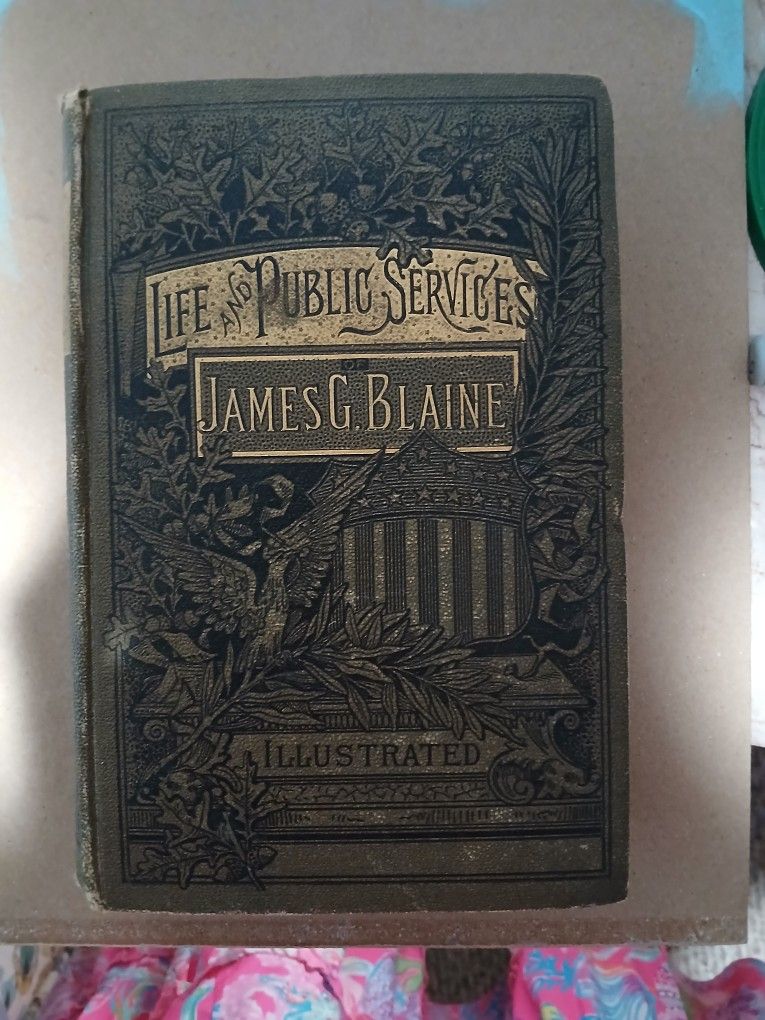 LIFE AND PUBLIC SERVICES
OF
JAMES G. BLAINE
ILLUSTRATED